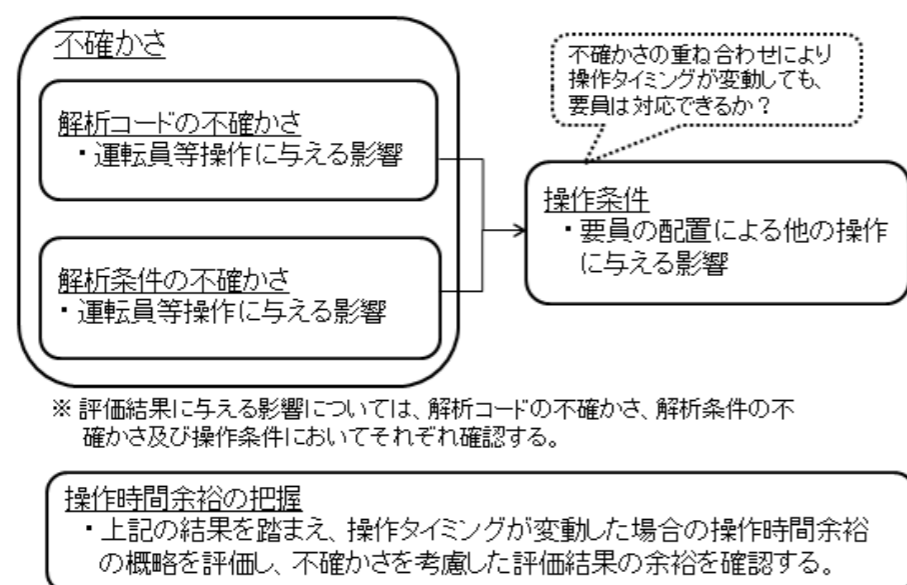 不確かさ
解析コードの不確かさ
・運転員等操作に与える影響
解析条件の不確かさ
・運転員等操作に与える影響
不確かさの重ね合わせにより
操作タイミングが変動しても、
要員は対応できるか？
操作条件
・要員の配置による他の操作
に与える影響
※ 評価結果に与える影響については、解析コードの不確かさ、解析条件の不
確かさ及び操作条件においてそれぞれ確認する。
操作時間余裕の把握
・上記の結果を踏まえ、操作タイミングが変動した場合の操作時間余裕
の概略を評価し、不確かさを考慮した評価結果の余裕を確認する。